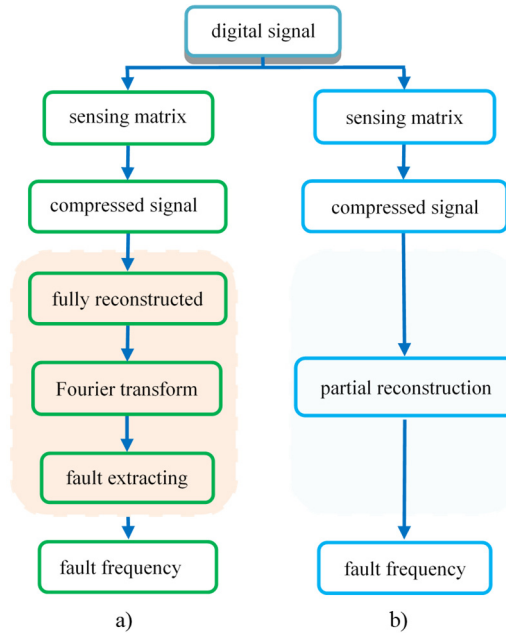 digital signal
sensing matrix
compressed signal
fully reconstructed
Fourier transform
fault extracting
fault frequency
a)
sensing matrix
compressed signal
partial reconstruction
fault frequency
b)